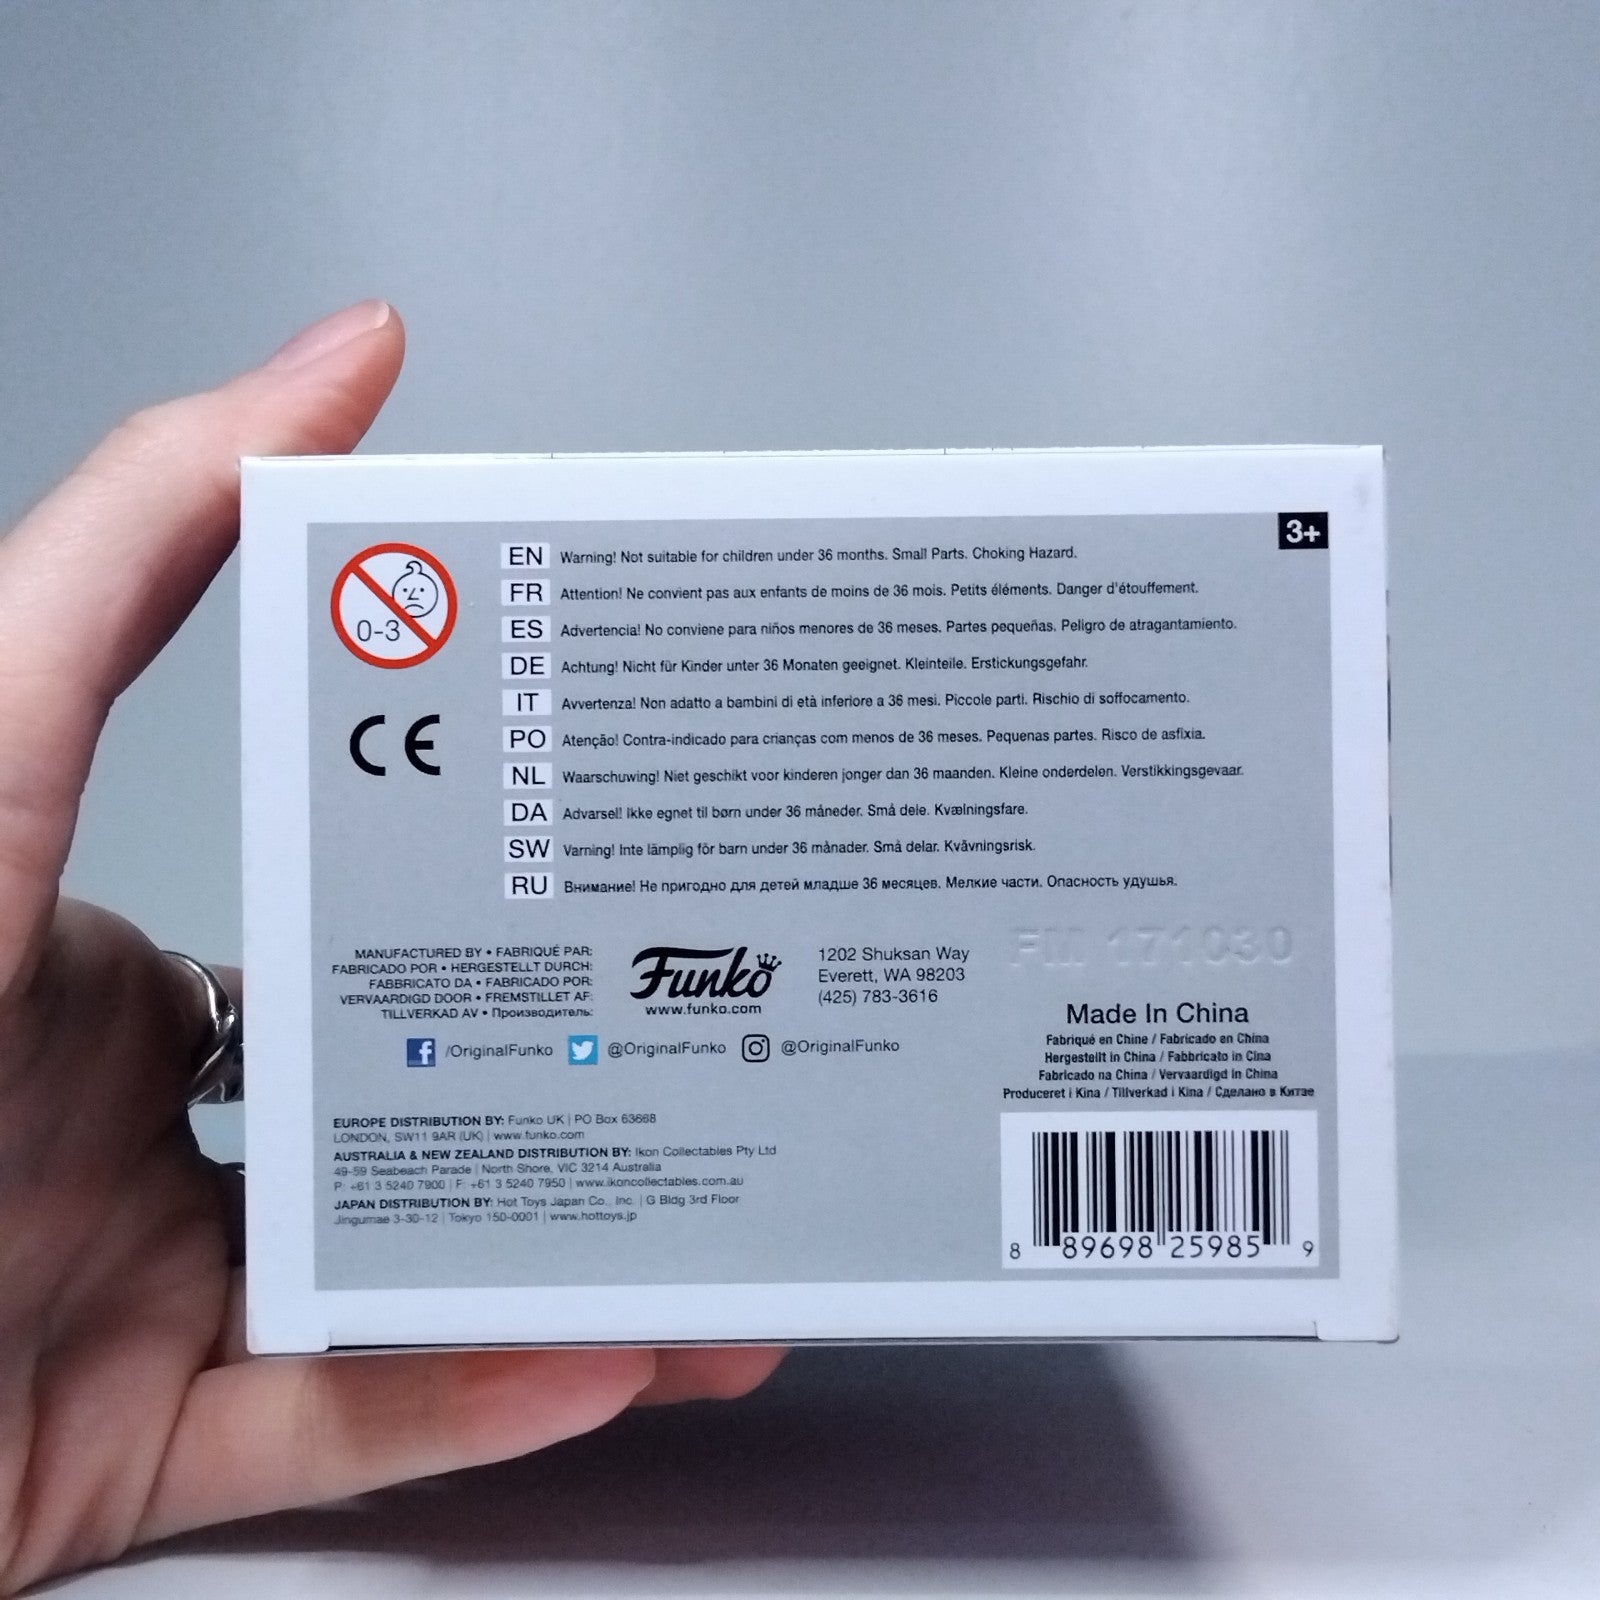 3+
0-3
CE
EN Warning! Not suitable for children under 36 months. Small Parts. Choking Hazard.
FR Attention! Ne convient pas aux enfants de moins de 36 mois. Petits éléments. Danger d'étouffement.
ES Advertencia! No conviene para niños menores de 36 meses. Partes pequeñas. Peligro de atragantamiento.
DE Achtung! Nicht für Kinder unter 36 Monaten geeignet. Kleinteile. Erstickungsgefahr.
IT Avvertenza! Non adatto a bambini di età inferiore a 36 mesi. Piccole parti. Rischio di soffocamento.
PO Atenção! Contra-indicado para crianças com menos de 36 meses. Pequenas partes. Risco de asfixia.
NL Waarschuwing! Niet geschikt voor kinderen jonger dan 36 maanden. Kleine onderdelen. Verstikkingsgevaar.
DA Advarsel! Ikke egnet til børn under 36 måneder. Små dele. Kvælningsfare.
SW Varning! Inte lämplig för barn under 36 månader. Små delar. Kvävningsrisk.
RU Внимание! Не пригодно для детей младше 36 месяцев. Мелкие части. Опасность удушья.
MANUFACTURED BY • FABRIQUÉ PAR:
FABRICADO POR • HERGESTELLT DURCH:
FABBRICATO DA • FABRICADO POR:
VERVAARDIGD DOOR • FREMSTILLET AF:
TILLVERKAD AV • Производитель:
Funko
www.funko.com
1202 Shuksan Way
Everett, WA 98203
(425) 783-3616
FM 171030
/OriginalFunko @OriginalFunko @OriginalFunko
Made In China
Fabriqué en Chine / Fabricado en China
Hergestellt in China / Fabbricato in Cina
Fabricado na China / Vervaardigd in China
Produceret i Kina / Tillverkad i Kina / Сделано в Китае
EUROPE DISTRIBUTION BY: Funko UK | PO Box 63668
LONDON, SW11 9AR (UK) | www.funko.com
AUSTRALIA & NEW ZEALAND DISTRIBUTION BY: Ikon Collectables Pty Ltd
49-59 Seabeach Parade | North Shore, VIC 3214 Australia
P: +61 3 5240 7900 | F: +61 3 5240 7950 | www.ikoncollectables.com.au
JAPAN DISTRIBUTION BY: Hot Toys Japan Co., Inc. | G Bldg 3rd Floor
Jingumae 3-30-12 | Tokyo 150-0001 | www.hottoys.jp
8 89698 25985 9